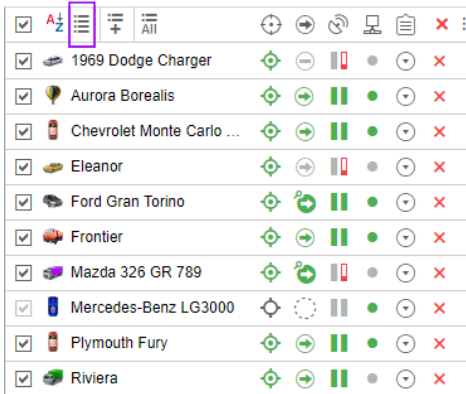 A Z All
1969 Dodge Charger
Aurora Borealis
Chevrolet Monte Carlo ...
Eleanor
Ford Gran Torino
Frontier
Mazda 326 GR 789
Mercedes-Benz LG3000
Plymouth Fury
Riviera